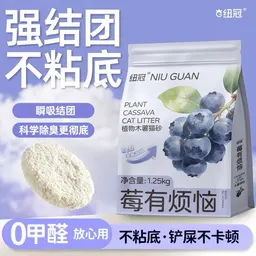 纽冠
强结团
不粘底
瞬吸结团
科学除臭更彻底
纽冠 NIU GUAN
PLANT
CASSAVA
CAT LITTER
植物木薯猫砂
净含量:1.25kg
莓有烦恼
0甲醛 放心用
不粘底·铲屎不卡顿